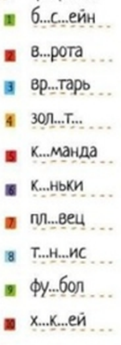 1 б...с...ейн
2 в...рота
3 вр...тарь
4 зол...т...
5 к...манда
6 к...ньки
7 пл...вец
8 т...н...ис
9 фу...бол
10 х...к...ей